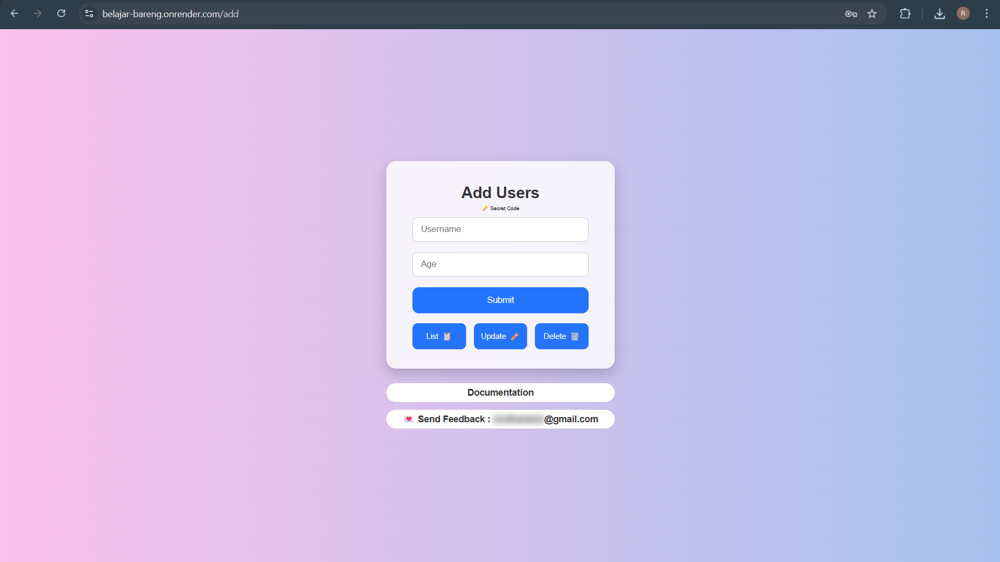 belajar-bareng.onrender.com/add
R
Add Users
🔑 Secret Code
Username
Age
Submit
List 📋
Update ✏️
Delete 🗑️
Documentation
💌 Send Feedback : @gmail.com